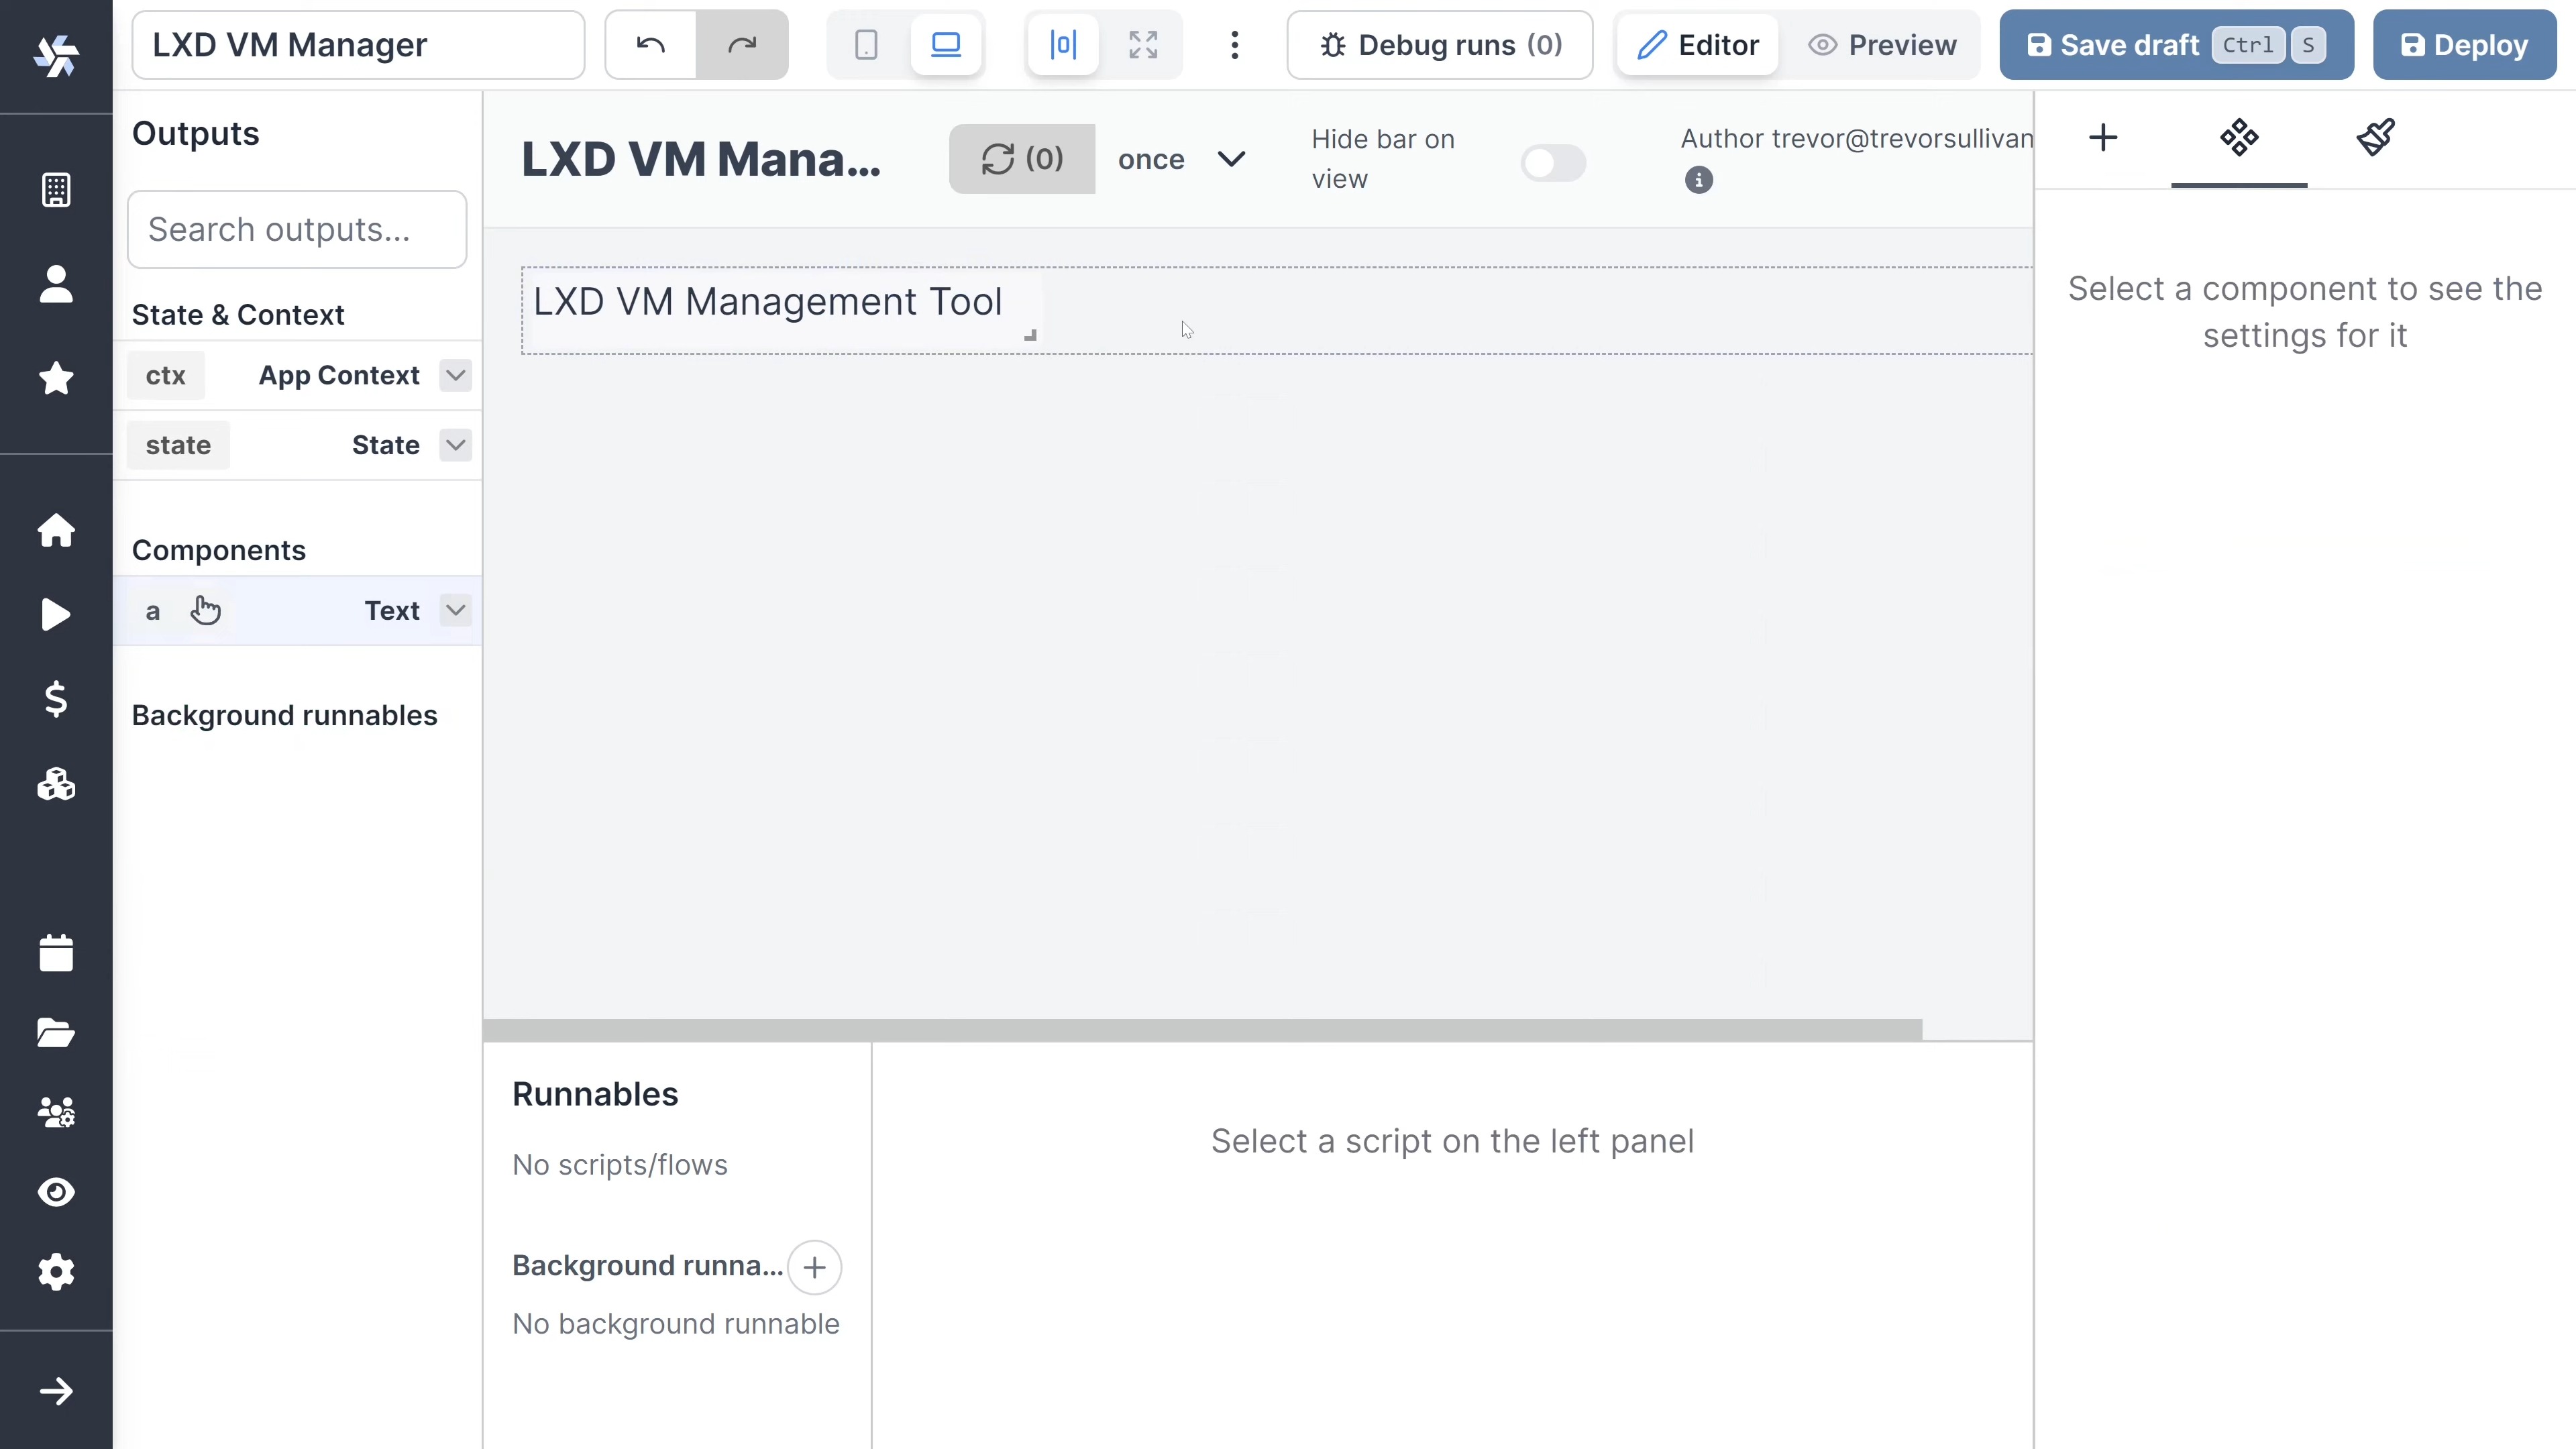 LXD VM Manager
Debug runs (0)
Editor
Preview
Save draft Ctrl S
Deploy
Outputs
Search outputs...
State & Context
ctx App Context
state State
Components
a Text
Background runnables
LXD VM Mana...
(0)
once
Hide bar on
view
Author trevor@trevorsullivan
LXD VM Management Tool
Runnables
No scripts/flows
Background runna...
No background runnable
Select a script on the left panel
Select a component to see the
settings for it